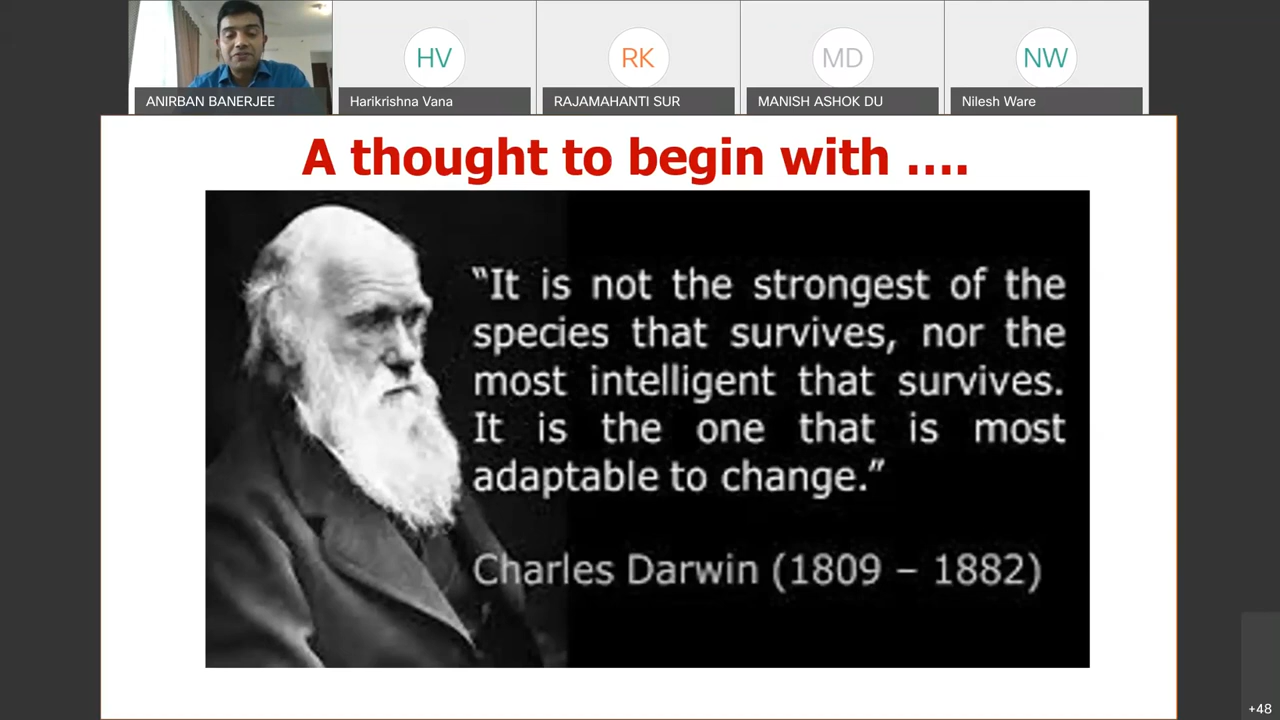 HV
RK
MD
NW
ANIRBAN BANERJEE
Harikrishna Vana
RAJAMAHANTI SUR
MANISH ASHOK DU
Nilesh Ware
A thought to begin with ....
“It is not the strongest of the
species that survives, nor the
most intelligent that survives.
It is the one that is most
adaptable to change.”
Charles Darwin (1809 – 1882)
+48